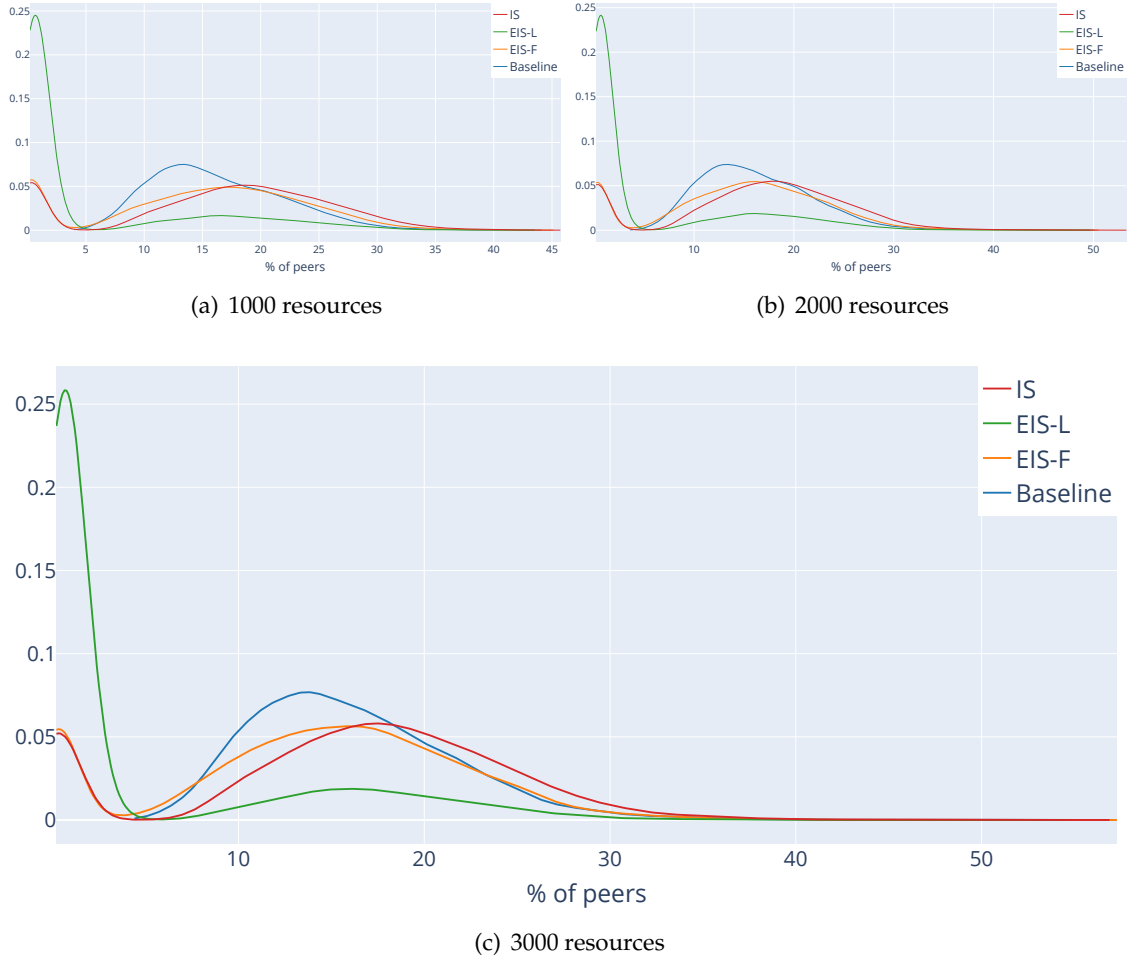 0.25
0.2
0.15
0.1
0.05
0
5 10 15 20 25 30 35 40 45
% of peers
IS
EIS-L
EIS-F
Baseline
(a) 1000 resources
0.25
0.2
0.15
0.1
0.05
0
10 20 30 40 50
% of peers
IS
EIS-L
EIS-F
Baseline
(b) 2000 resources
0.25
0.2
0.15
0.1
0.05
0
10 20 30 40 50
% of peers
IS
EIS-L
EIS-F
Baseline
(c) 3000 resources